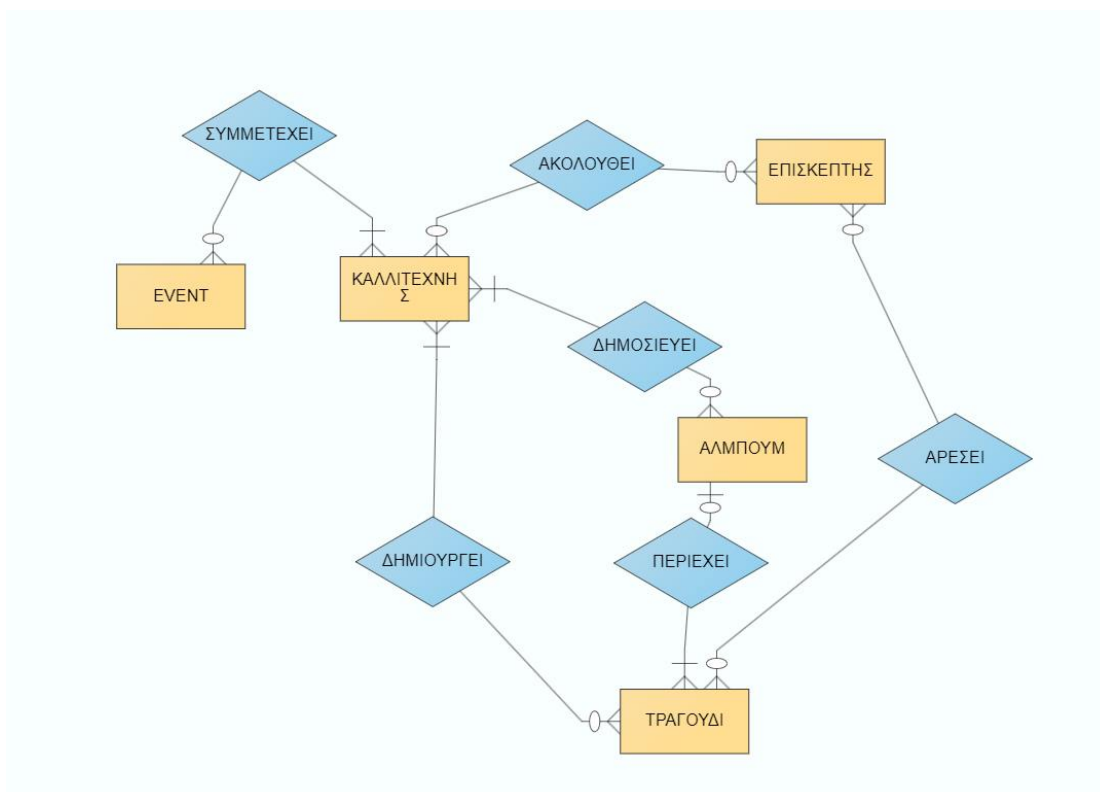 ΣΥΜΜΕΤΕΧΕΙ
ΑΚΟΛΟΥΘΕΙ
ΕΠΙΣΚΕΠΤΗΣ
EVENT
ΚΑΛΛΙΤΕΧΝΗ
Σ
ΔΗΜΟΣΙΕΥΕΙ
ΑΛΜΠΟΥΜ
ΑΡΕΣΕΙ
ΔΗΜΙΟΥΡΓΕΙ
ΠΕΡΙΕΧΕΙ
ΤΡΑΓΟΥΔΙ